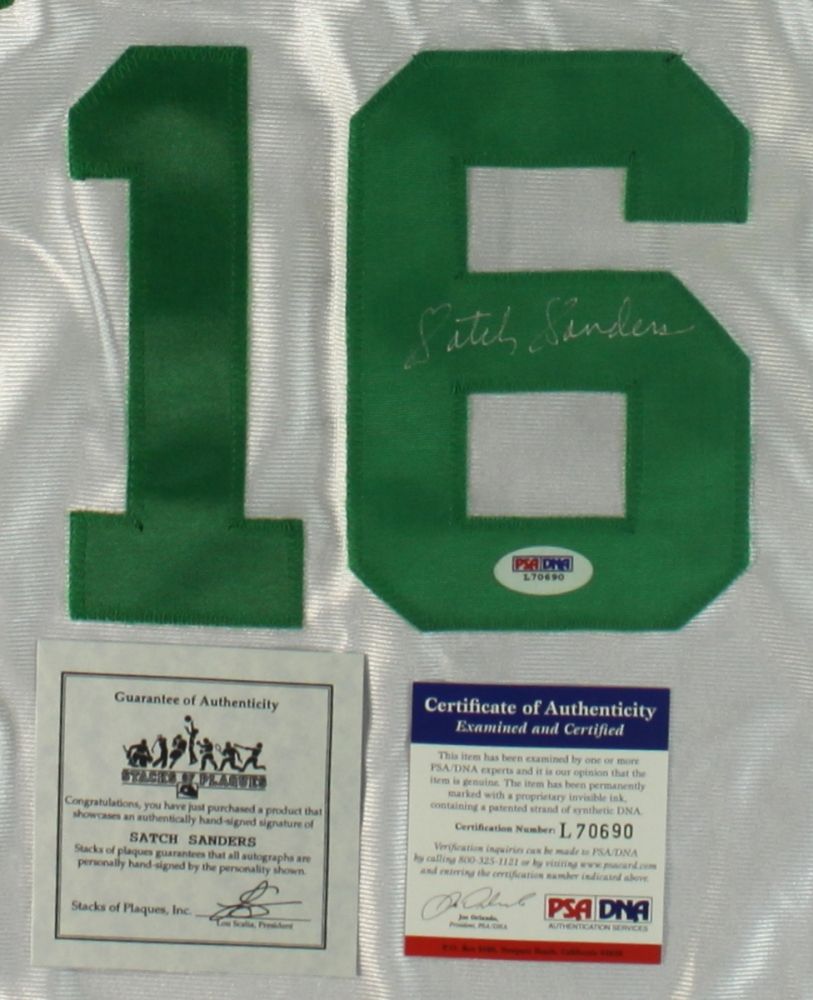 16
Satch Sanders
PSA DNA
L70690
Guarantee of Authenticity
STACKS OF PLAQUES
Congratulations, you have just purchased a product that
showcases an authentically hand-signed signature of
SATCH SANDERS
Stacks of plaques guarantees that all autographs are
personally hand-signed by the personality shown.
Stacks of Plaques, Inc.
Lou Scalia, President
Certificate of Authenticity
Examined and Certified
This item has been examined by one or more
PSA/DNA experts and it is our opinion that the
item is genuine. The item has been permanently
marked with a proprietary invisible ink,
containing a patented strand of synthetic DNA.
Certification Number: L70690
Verification inquiries can be made to PSA/DNA
by calling 800-325-1121 or by visiting www.psacard.com
and entering the certification number indicated above.
Joe Orlando,
President, PSA/DNA
PSA DNA
AUTHENTICATION SERVICES